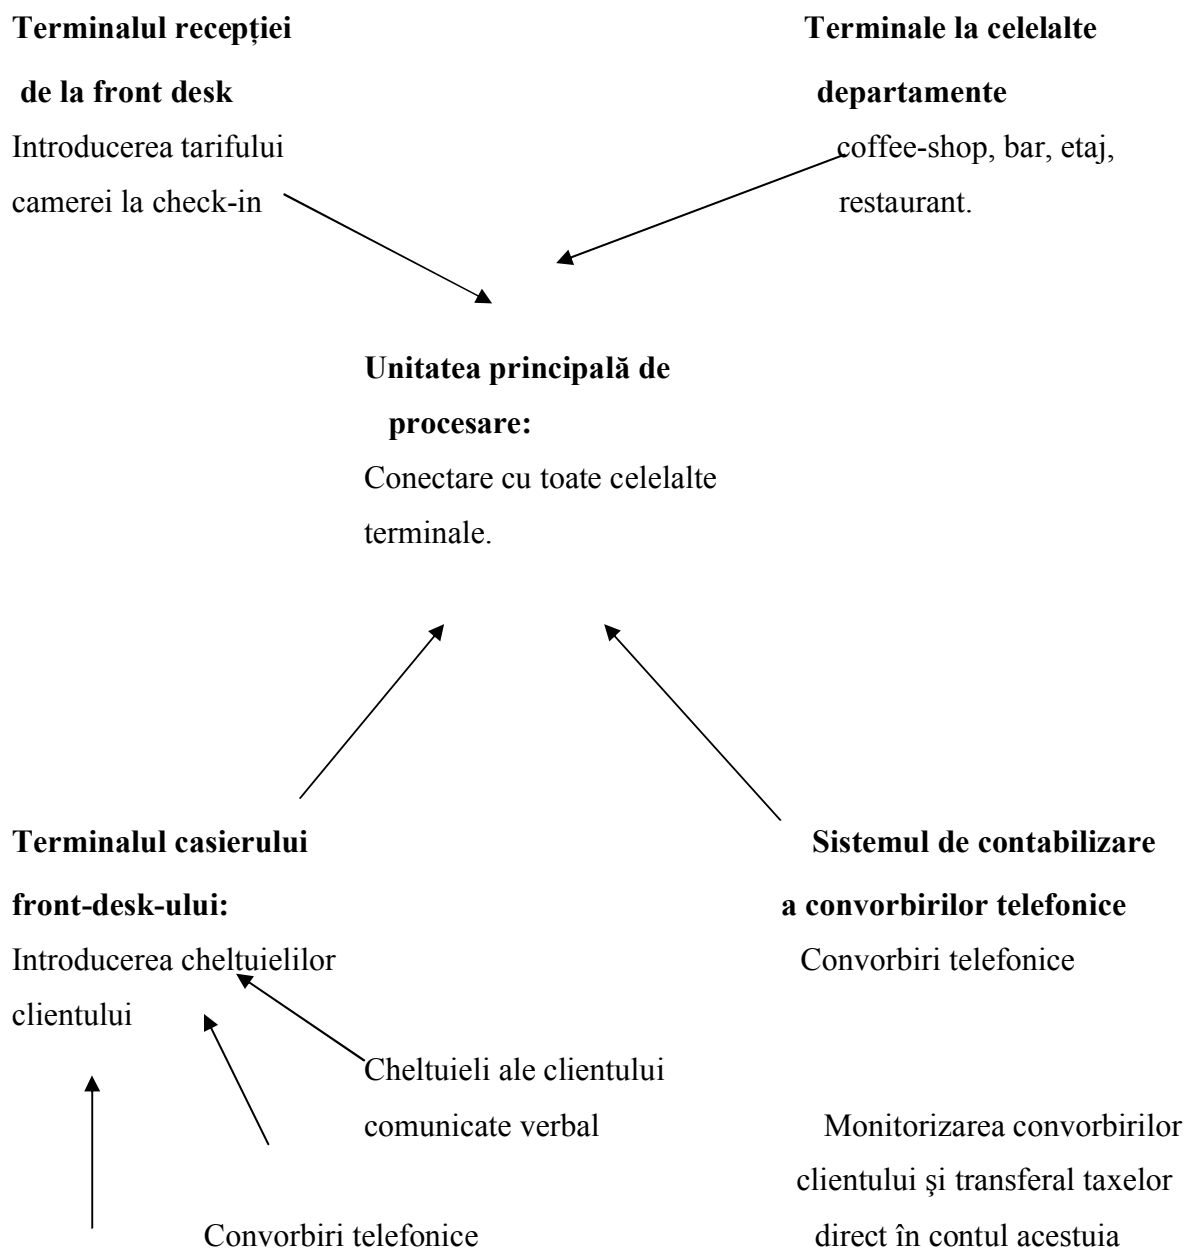 Terminalul recepției
de la front desk
Introducerea tarifului
camerei la check-in
Terminale la celelalte
departamente
coffee-shop, bar, etaj,
restaurant.
Unitatea principală de
procesare:
Conectare cu toate celelalte
terminale.
Terminalul casierului
front-desk-ului:
Introducerea cheltuielilor
clientului
Sistemul de contabilizare
a convorbirilor telefonice
Convorbiri telefonice
Cheltuieli ale clientului
comunicate verbal
Monitorizarea convorbirilor
clientului şi transferal taxelor
direct în contul acestuia
Convorbiri telefonice